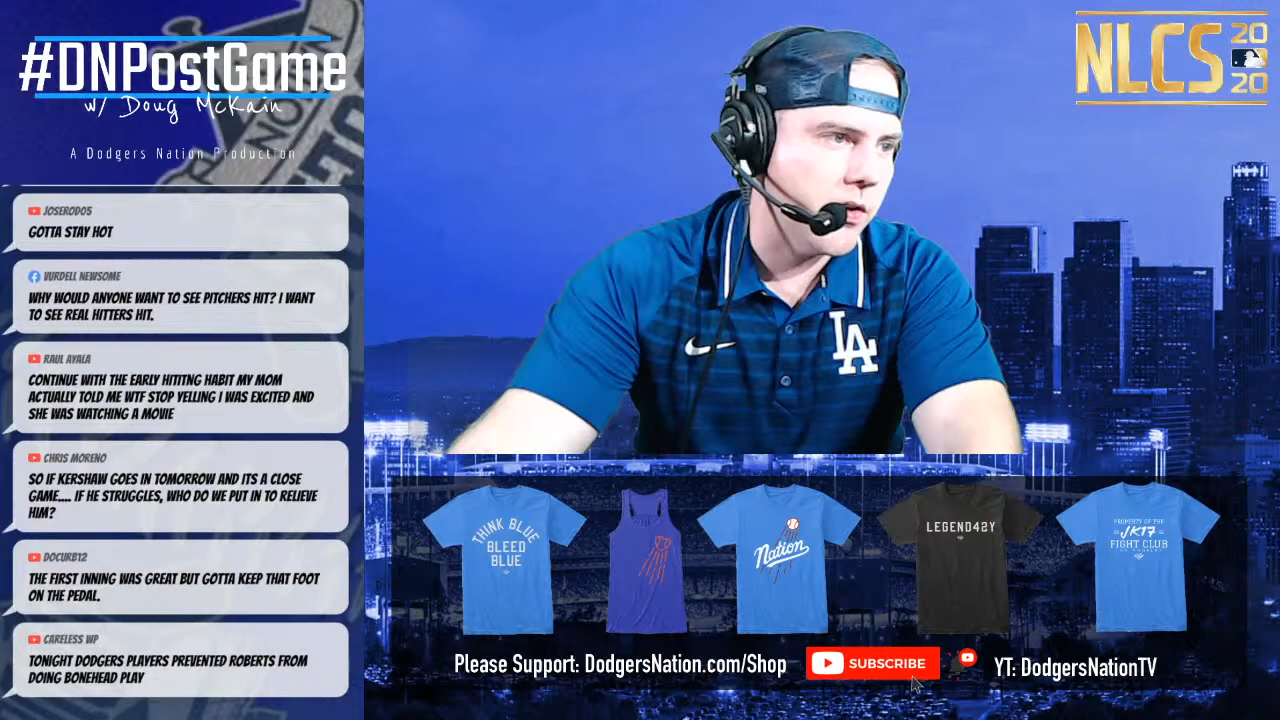 #DNPostGame
w/ Doug McKain
A Dodgers Nation Production
JOSEROD05
GOTTA STAY HOT
VURDELL NEWSOME
WHY WOULD ANYONE WANT TO SEE PITCHERS HIT? I WANT
TO SEE REAL HITTERS HIT.
RAUL AYALA
CONTINUE WITH THE EARLY HITITNG HABIT MY MOM
ACTUALLY TOLD ME WTF STOP YELLING I WAS EXCITED AND
SHE WAS WATCHING A MOVIE
CHRIS MORENO
SO IF KERSHAW GOES IN TOMORROW AND ITS A CLOSE
GAME.... IF HE STRUGGLES, WHO DO WE PUT IN TO RELIEVE
HIM?
DOCURB12
THE FIRST INNING WAS GREAT BUT GOTTA KEEP THAT FOOT
ON THE PEDAL.
CARELESS WP
TONIGHT DODGERS PLAYERS PREVENTED ROBERTS FROM
DOING BONEHEAD PLAY
NLCS 20
20
LA
THINK BLUE
BLEED
BLUE
Nation
LEGEND42Y
PROPERTY OF THE
JK17
FIGHT CLUB
LOS ANGELES
Please Support: DodgersNation.com/Shop
SUBSCRIBE
YT: DodgersNationTV